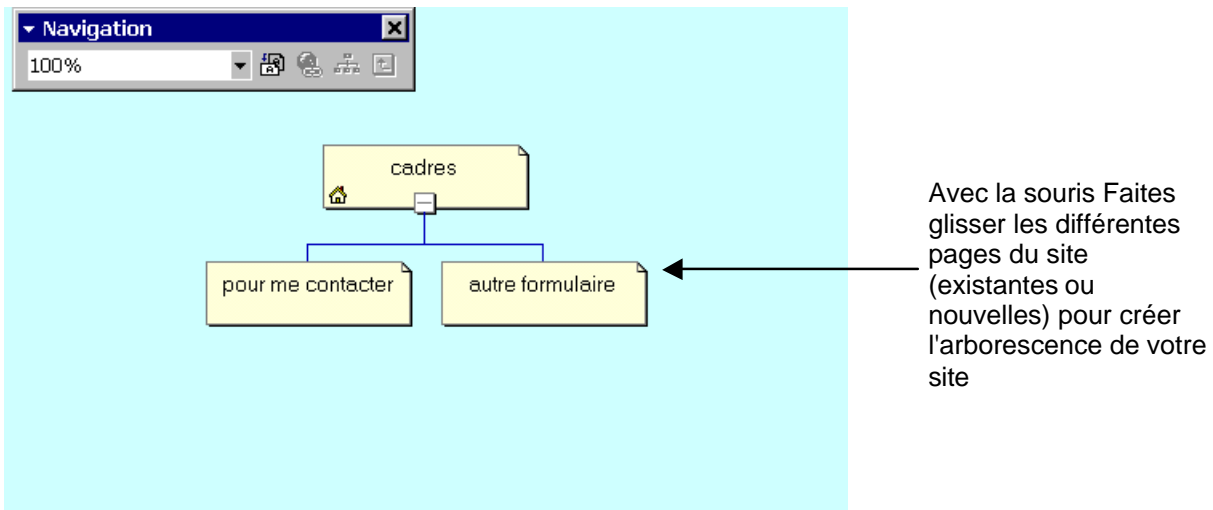 Navigation
100%
cadres
pour me contacter
autre formulaire
Avec la souris Faites
glisser les différentes
pages du site
(existantes ou
nouvelles) pour créer
l'arborescence de votre
site